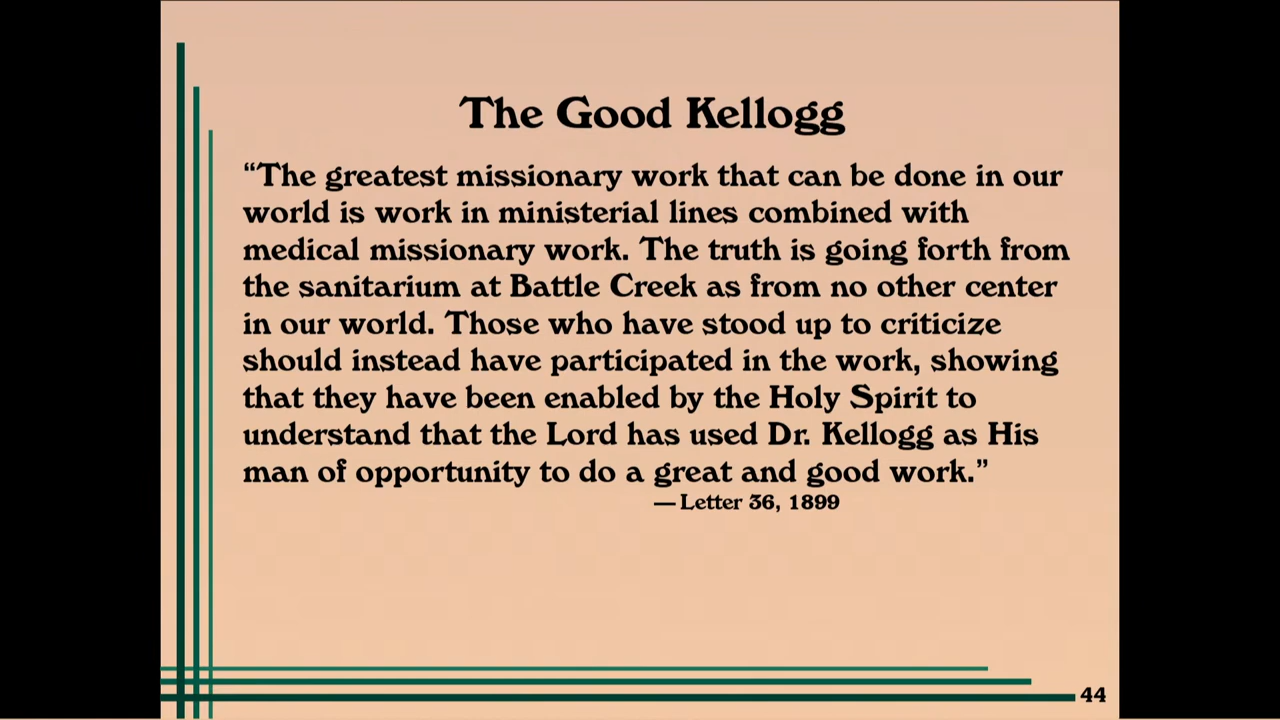 The Good Kellogg
“The greatest missionary work that can be done in our
world is work in ministerial lines combined with
medical missionary work. The truth is going forth from
the sanitarium at Battle Creek as from no other center
in our world. Those who have stood up to criticize
should instead have participated in the work, showing
that they have been enabled by the Holy Spirit to
understand that the Lord has used Dr. Kellogg as His
man of opportunity to do a great and good work.”
— Letter 36, 1899
44